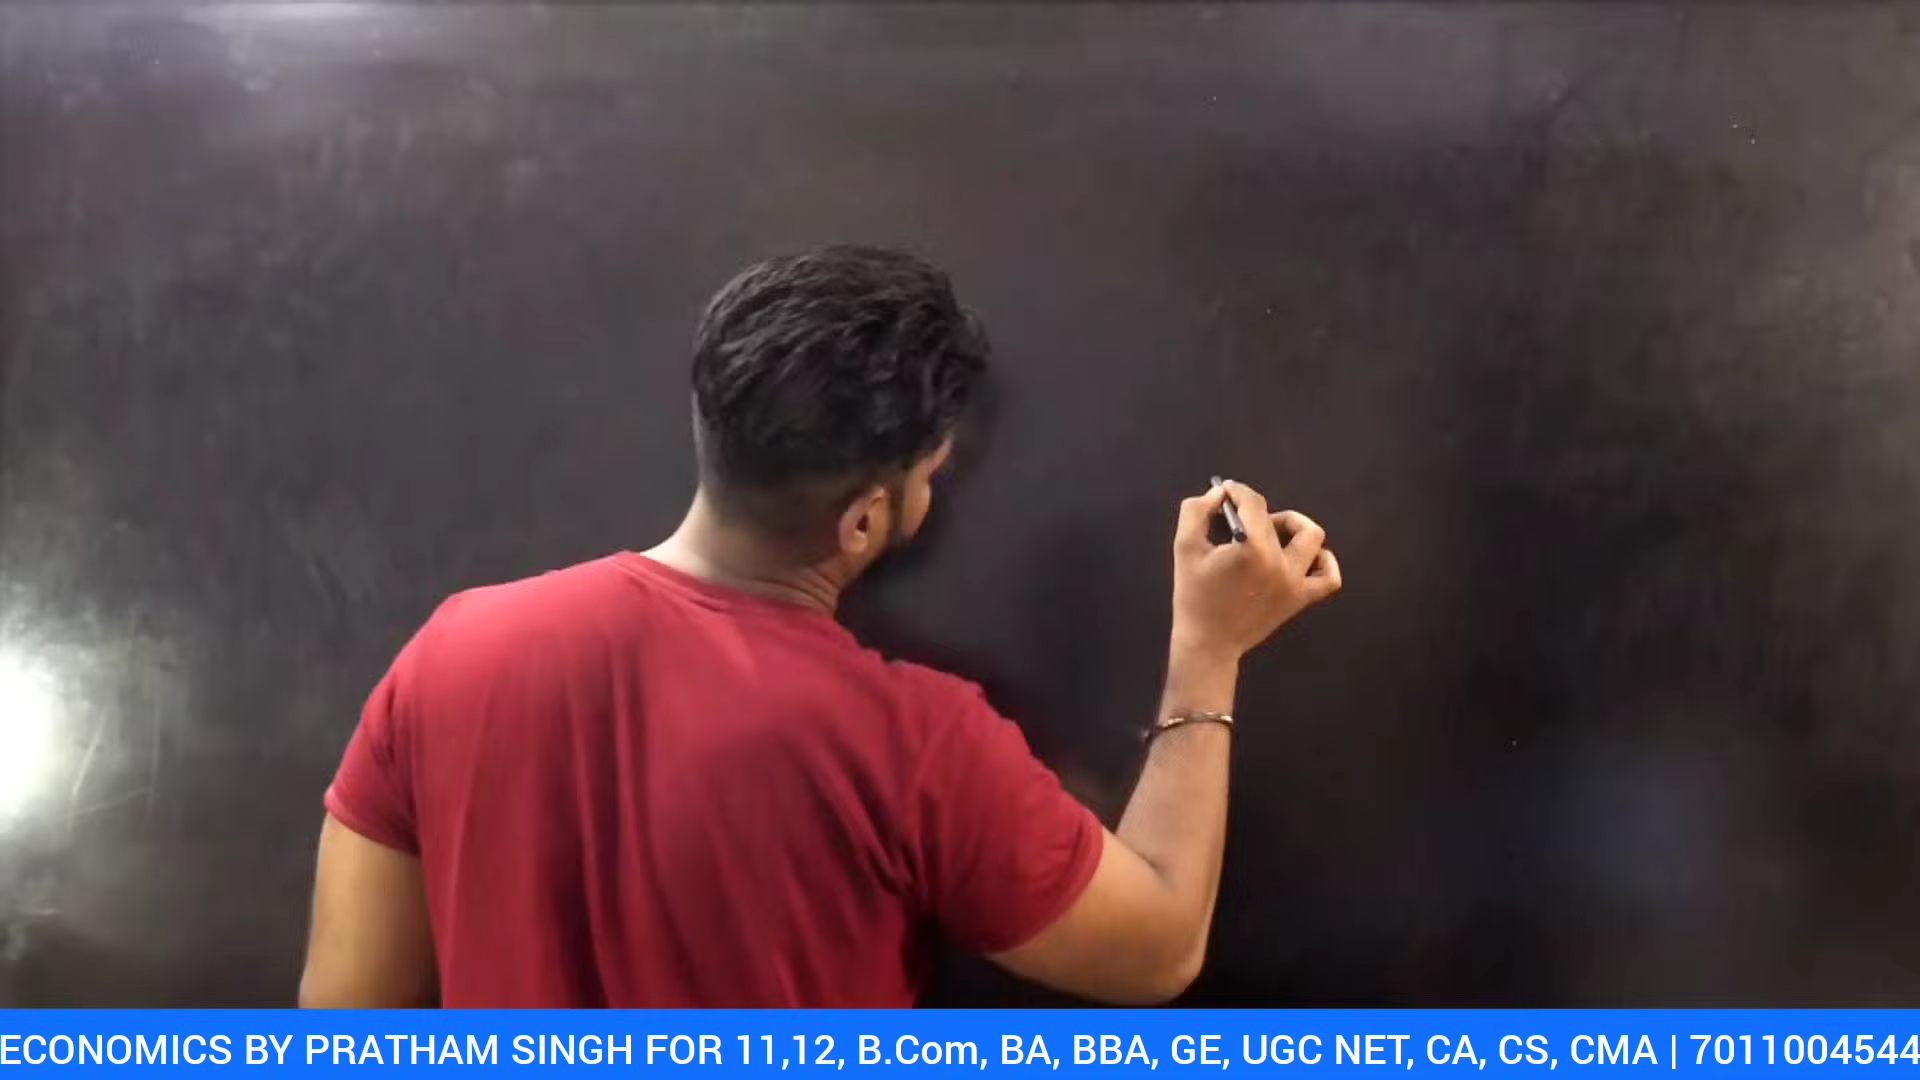 ECONOMICS BY PRATHAM SINGH FOR 11,12, B.Com, BA, BBA, GE, UGC NET, CA, CS, CMA | 7011004544